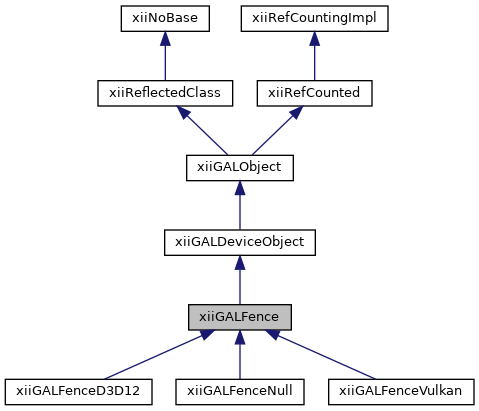 xiiNoBase
xiiRefCountingImpl
xiiReflectedClass
xiiRefCounted
xiiGALObject
xiiGALDeviceObject
xiiGALFence
xiiGALFenceD3D12
xiiGALFenceNull
xiiGALFenceVulkan